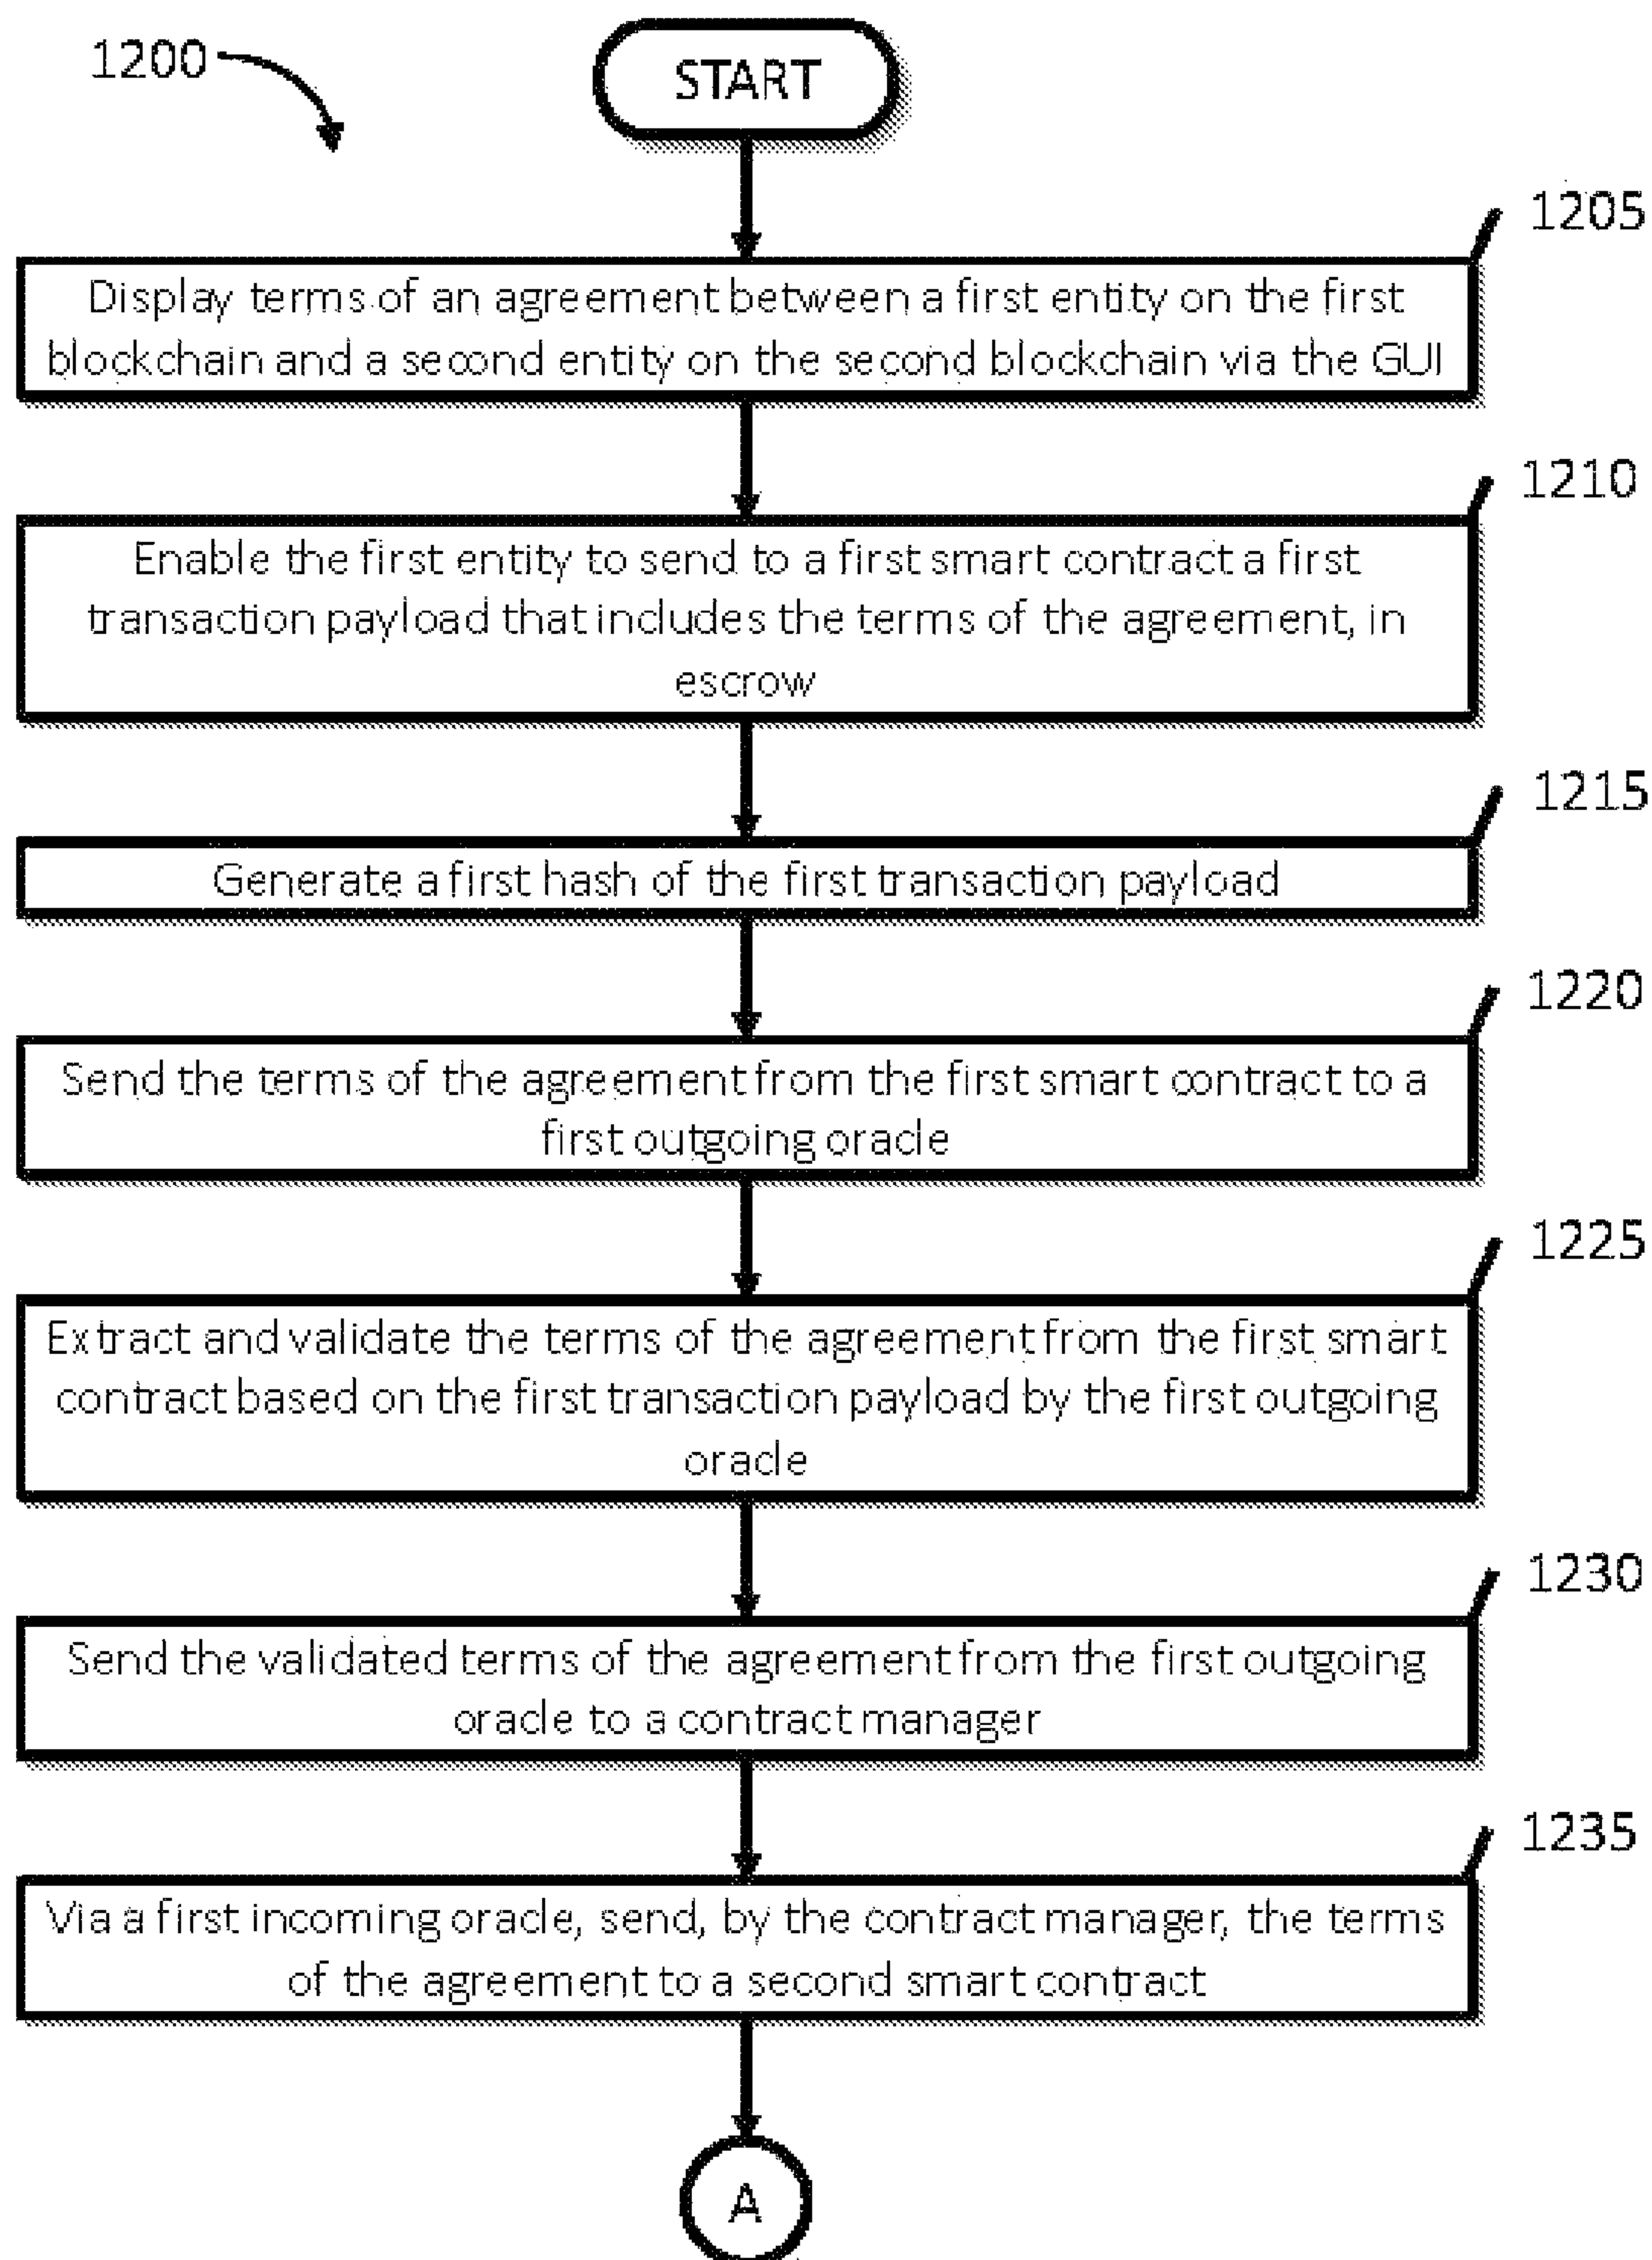 1200
START
1205
Display terms of an agreement between a first entity on the first
blockchain and a second entity on the second blockchain via the GUI
1210
Enable the first entity to send to a first smart contract a first
transaction payload that includes the terms of the agreement, in
escrow
1215
Generate a first hash of the first transaction payload
1220
Send the terms of the agreement from the first smart contract to a
first outgoing oracle
1225
Extract and validate the terms of the agreement from the first smart
contract based on the first transaction payload by the first outgoing
oracle
1230
Send the validated terms of the agreement from the first outgoing
oracle to a contract manager
1235
Via a first incoming oracle, send, by the contract manager, the terms
of the agreement to a second smart contract
A